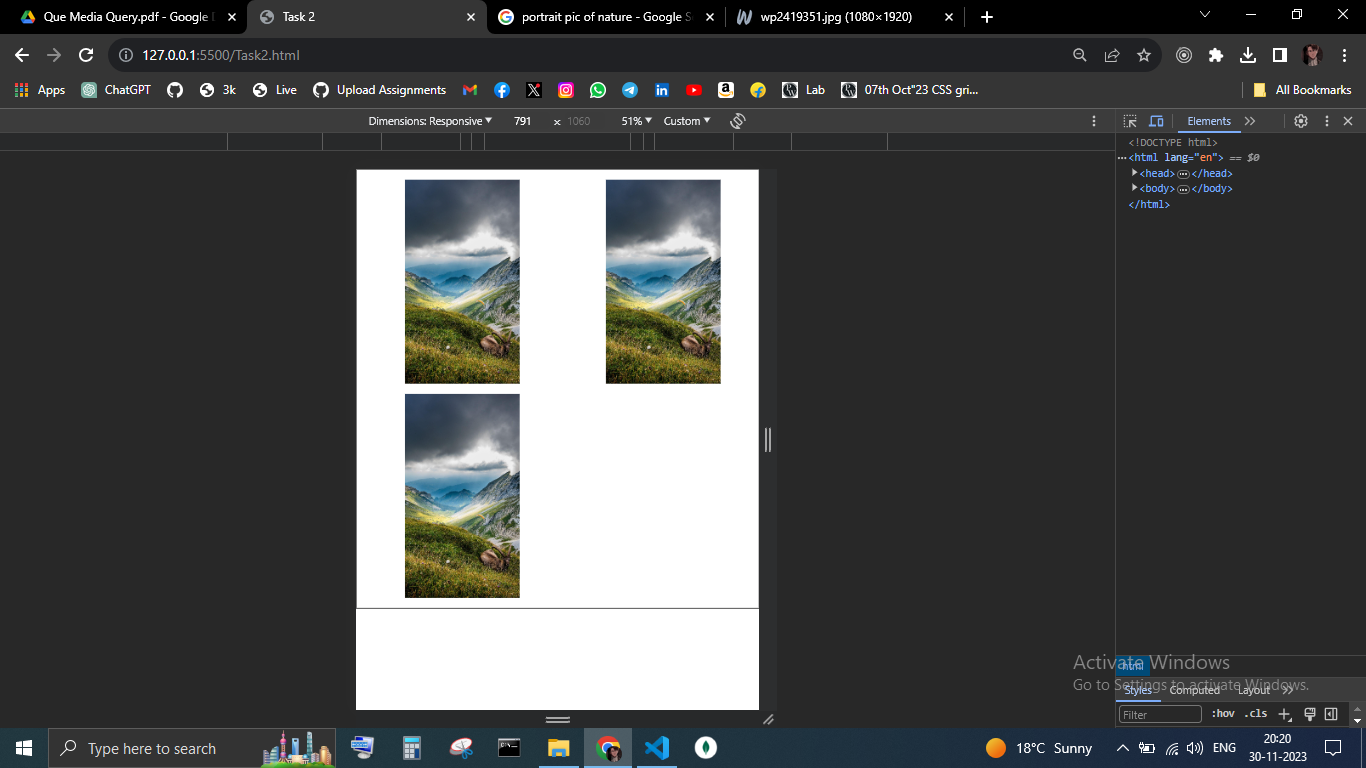 Que Media Query.pdf - Google
Task 2
portrait pic of nature - Google S
wp2419351.jpg (1080×1920)
127.0.0.1:5500/Task2.html
Apps
ChatGPT
3k
Live
Upload Assignments
Lab
07th Oct"23 CSS gri...
All Bookmarks
Dimensions: Responsive
791
x
1060
51%
Custom
Elements
<!DOCTYPE html>
<html lang="en"> == $0
<head> </head>
<body> </body>
</html>
html
Activate Windows
Go to Settings to activate Windows.
Styles
Computed
Layout
Filter
:hov
.cls
Type here to search
18°C Sunny
ENG
20:20
30-11-2023